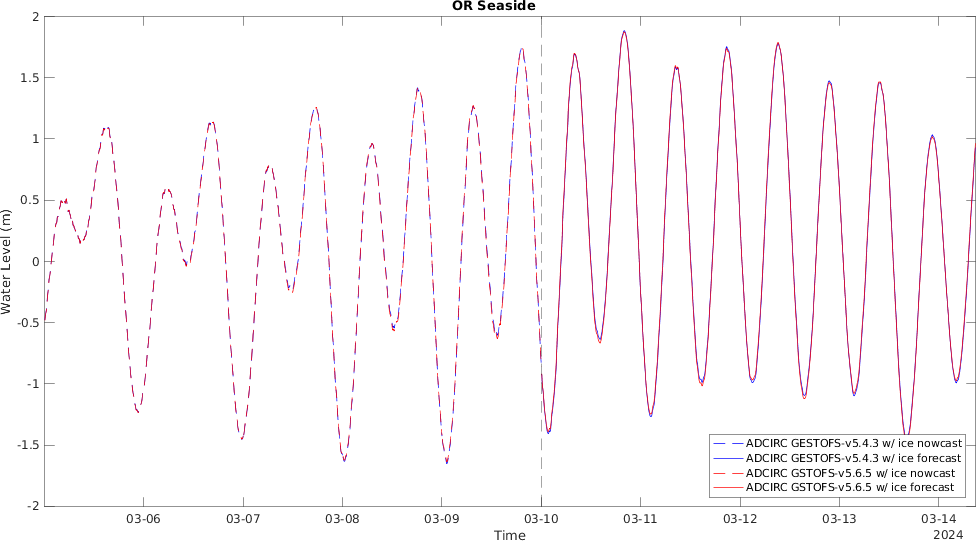 OR Seaside
Water Level (m)
2
1.5
1
0.5
0
-0.5
-1
-1.5
-2
ADCIRC GESTOFS-v5.4.3 w/ ice nowcast
ADCIRC GESTOFS-v5.4.3 w/ ice forecast
ADCIRC GSTOFS-v5.6.5 w/ ice nowcast
ADCIRC GSTOFS-v5.6.5 w/ ice forecast
03-06 03-07 03-08 03-09 03-10 03-11 03-12 03-13 03-14
Time 2024